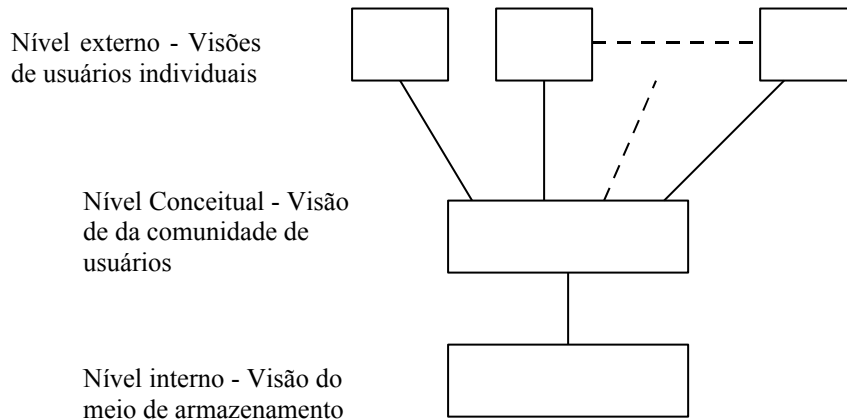 Nível externo - Visões
de usuários individuais
Nível Conceitual - Visão
de da comunidade de
usuários
Nível interno - Visão do
meio de armazenamento